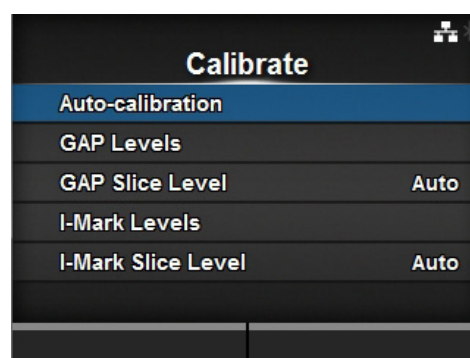 Calibrate
Auto-calibration
GAP Levels
GAP Slice Level Auto
I-Mark Levels
I-Mark Slice Level Auto